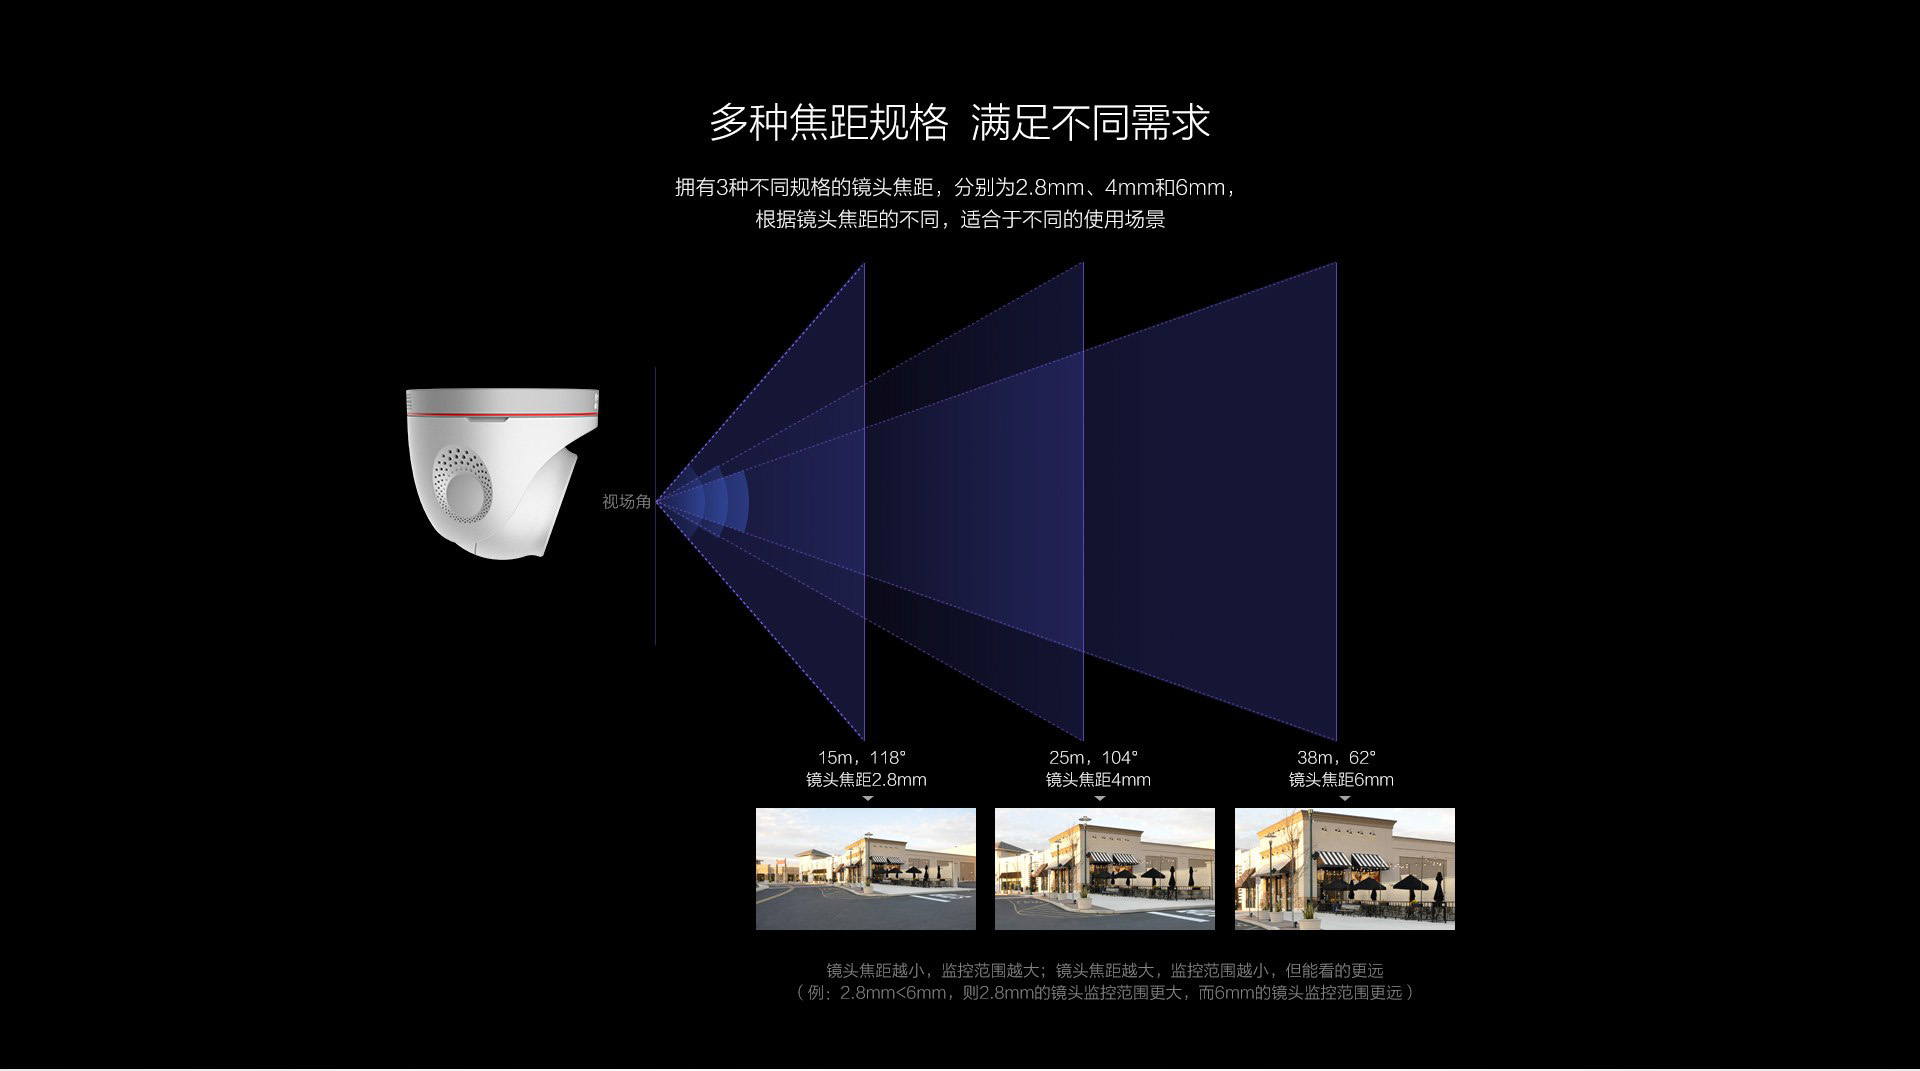 多种焦距规格 满足不同需求
拥有3种不同规格的镜头焦距，分别为2.8mm、4mm和6mm，
根据镜头焦距的不同，适合于不同的使用场景
视场角
15m，118°
镜头焦距2.8mm
25m，104°
镜头焦距4mm
38m，62°
镜头焦距6mm
镜头焦距越小，监控范围越大；镜头焦距越大，监控范围越小，但能看的更远
（例：2.8mm<6mm，则2.8mm的镜头监控范围更大，而6mm的镜头监控范围更远）